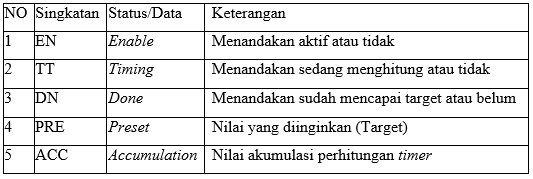 NO Singkatan Status/Data Keterangan
1 EN Enable Menandakan aktif atau tidak
2 TT Timing Menandakan sedang menghitung atau tidak
3 DN Done Menandakan sudah mencapai target atau belum
4 PRE Preset Nilai yang diinginkan (Target)
5 ACC Accumulation Nilai akumulasi perhitungan timer